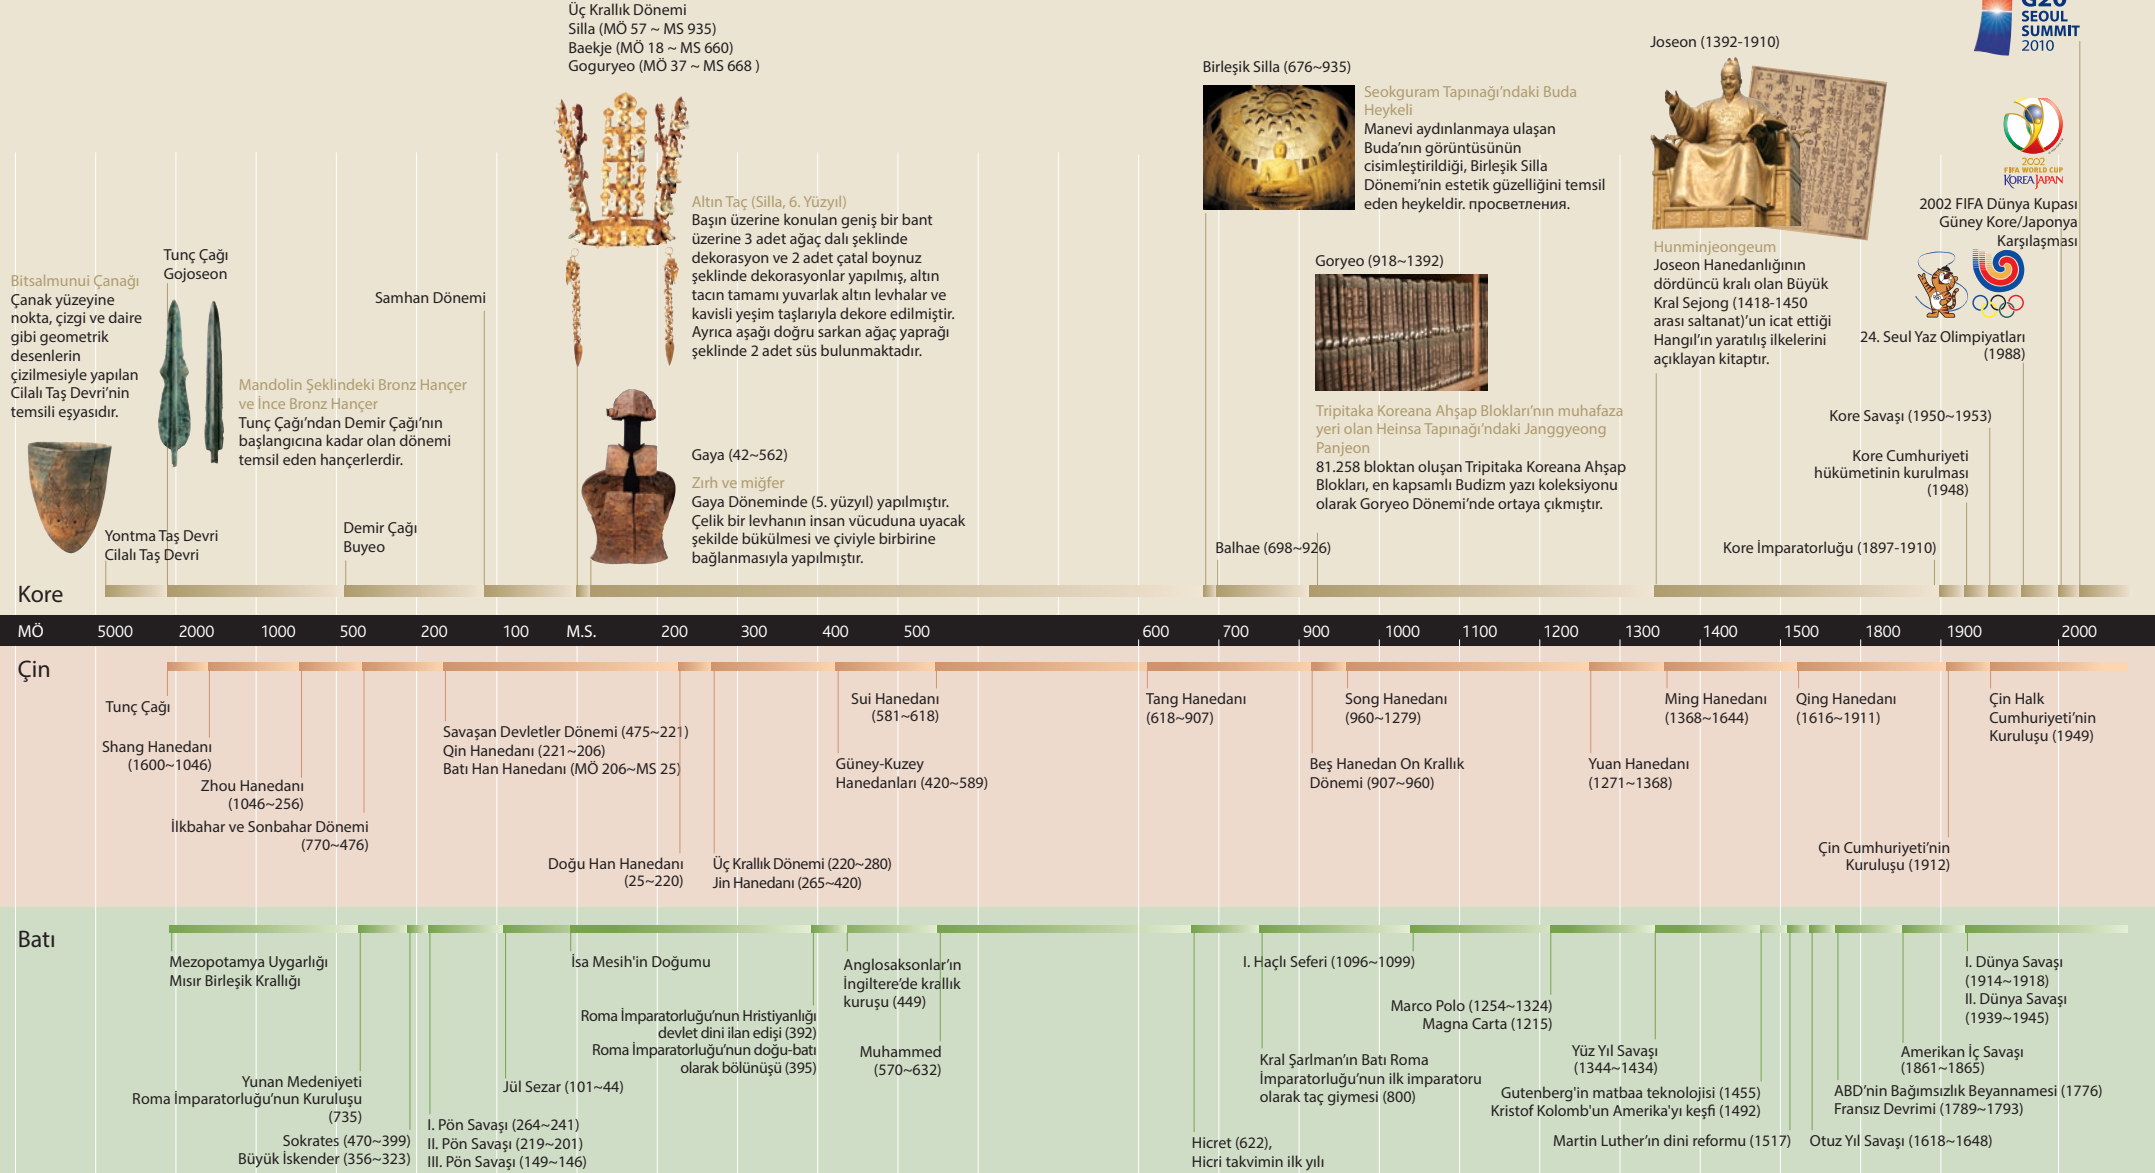 Üç Krallık Dönemi
Silla (MÖ 57 ~ MS 935)
Baekje (MÖ 18 ~ MS 660)
Goguryeo (MÖ 37 ~ MS 668 )
Altın Taç (Silla, 6. Yüzyıl)
Başın üzerine konulan geniş bir bant
üzerine 3 adet ağaç dalı şeklinde
dekorasyon ve 2 adet çatal boynuz
şeklinde dekorasyonlar yapılmış, altın
tacın tamamı yuvarlak altın levhalar ve
kavisli yeşim taşlarıyla dekore edilmiştir.
Ayrıca aşağı doğru sarkan ağaç yaprağı
şeklinde 2 adet süs bulunmaktadır.
Bitsalmunui Çanağı
Çanak yüzeyine
nokta, çizgi ve daire
gibi geometrik
desenlerin
çizilmesiyle yapılan
Cilalı Taş Devri’nin
temsili eşyasıdır.
Yontma Taş Devri
Cilalı Taş Devri
Tunç Çağı
Gojoseon
Mandolin Şeklindeki Bronz Hançer
ve İnce Bronz Hançer
Tunç Çağı’ndan Demir Çağı’nın
başlangıcına kadar olan dönemi
temsil eden hançerlerdir.
Demir Çağı
Buyeo
Samhan Dönemi
Gaya (42~562)
Zırh ve miğfer
Gaya Döneminde (5. yüzyıl) yapılmıştır.
Çelik bir levhanın insan vücuduna uyacak
şekilde bükülmesi ve çiviyle birbirine
bağlanmasıyla yapılmıştır.
Birleşik Silla (676~935)
Seokguram Tapınağı’ndaki Buda
Heykeli
Manevi aydınlanmaya ulaşan
Buda’nın görüntüsünün
cisimleştirildiği, Birleşik Silla
Dönemi’nin estetik güzelliğini temsil
eden heykeldir. просветления.
Goryeo (918~1392)
Tripitaka Koreana Ahşap Blokları’nın muhafaza
yeri olan Heinsa Tapınağı’ndaki Janggyeong
Panjeon
81.258 bloktan oluşan Tripitaka Koreana Ahşap
Blokları, en kapsamlı Budizm yazı koleksiyonu
olarak Goryeo Dönemi’nde ortaya çıkmıştır.
Balhae (698~926)
Joseon (1392-1910)
Hunminjeongeum
Joseon Hanedanlığının
dördüncü kralı olan Büyük
Kral Sejong (1418-1450
arası saltanat)’un icat ettiği
Hangıl’ın yaratılış ilkelerini
açıklayan kitaptır.
G20
SEOUL
SUMMIT
2010
2002
FIFA WORLD CUP
KOREA JAPAN
2002 FIFA Dünya Kupası
Güney Kore/Japonya
Karşılaşması
24. Seul Yaz Olimpiyatları
(1988)
Kore Savaşı (1950~1953)
Kore Cumhuriyeti
hükümetinin kurulması
(1948)
Kore İmparatorluğu (1897-1910)
Kore
MÖ 5000 2000 1000 500 200 100 M.S. 200 300 400 500 600 700 900 1000 1100 1200 1300 1400 1500 1800 1900 2000
Çin
Tunç Çağı
Shang Hanedanı
(1600~1046)
Zhou Hanedanı
(1046~256)
İlkbahar ve Sonbahar Dönemi
(770~476)
Savaşan Devletler Dönemi (475~221)
Qin Hanedanı (221~206)
Batı Han Hanedanı (MÖ 206~MS 25)
Doğu Han Hanedanı
(25~220)
Üç Krallık Dönemi (220~280)
Jin Hanedanı (265~420)
Sui Hanedanı
(581~618)
Güney-Kuzey
Hanedanları (420~589)
Tang Hanedanı
(618~907)
Beş Hanedan On Krallık
Dönemi (907~960)
Song Hanedanı
(960~1279)
Yuan Hanedanı
(1271~1368)
Ming Hanedanı
(1368~1644)
Qing Hanedanı
(1616~1911)
Çin Cumhuriyeti’nin
Kuruluşu (1912)
Çin Halk
Cumhuriyeti’nin
Kuruluşu (1949)
Batı
Mezopotamya Uygarlığı
Mısır Birleşik Krallığı
Yunan Medeniyeti
Roma İmparatorluğu’nun Kuruluşu
(735)
Sokrates (470~399)
Büyük İskender (356~323)
I. Pön Savaşı (264~241)
II. Pön Savaşı (219~201)
III. Pön Savaşı (149~146)
Jül Sezar (101~44)
İsa Mesih'in Doğumu
Roma İmparatorluğu’nun Hristiyanlığı
devlet dini ilan edişi (392)
Roma İmparatorluğu’nun doğu-batı
olarak bölünüşü (395)
Anglosaksonlar’ın
İngiltere’de krallık
kuruşu (449)
Muhammed
(570~632)
Hicret (622),
Hicri takvimin ilk yılı
I. Haçlı Seferi (1096~1099)
Kral Şarlman’ın Batı Roma
İmparatorluğu’nun ilk imparatoru
olarak taç giymesi (800)
Marco Polo (1254~1324)
Magna Carta (1215)
Yüz Yıl Savaşı
(1344~1434)
Gutenberg'in matbaa teknolojisi (1455)
Kristof Kolomb'un Amerika'yı keşfi (1492)
Martin Luther’ın dini reformu (1517)
Otuz Yıl Savaşı (1618~1648)
ABD’nin Bağımsızlık Beyannamesi (1776)
Fransız Devrimi (1789~1793)
Amerikan İç Savaşı
(1861~1865)
I. Dünya Savaşı
(1914~1918)
II. Dünya Savaşı
(1939~1945)